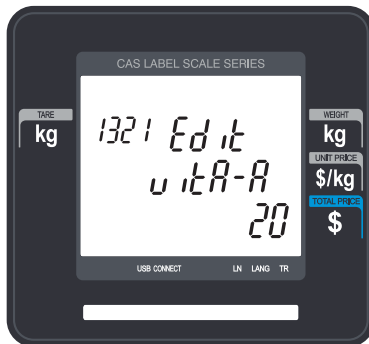 CAS LABEL SCALE SERIES
TARE
kg
1321 Edit
uitA-A
20
WEIGHT
kg
UNIT PRICE
$/kg
TOTAL PRICE
$
USB CONNECT LN LANG TR